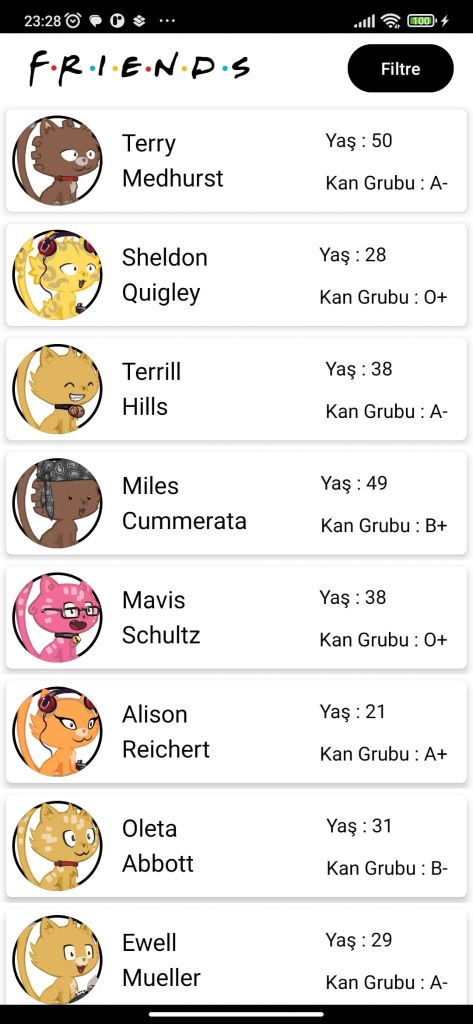 23:28
100
F·R·I·E·N·D·S
Filtre
Terry
Medhurst
Yaş : 50
Kan Grubu : A-
Sheldon
Quigley
Yaş : 28
Kan Grubu : O+
Terrill
Hills
Yaş : 38
Kan Grubu : A-
Miles
Cummerata
Yaş : 49
Kan Grubu : B+
Mavis
Schultz
Yaş : 38
Kan Grubu : O+
Alison
Reichert
Yaş : 21
Kan Grubu : A+
Oleta
Abbott
Yaş : 31
Kan Grubu : B-
Ewell
Mueller
Yaş : 29
Kan Grubu : A-